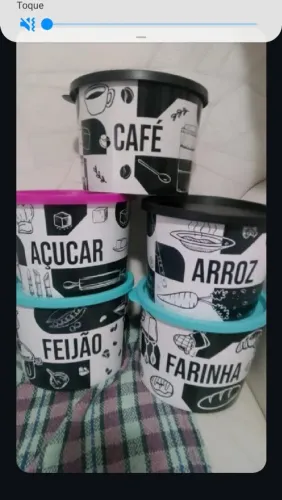 Toque
CAFÉ
AÇUCAR
ARROZ
FEIJÃO
FARINHA